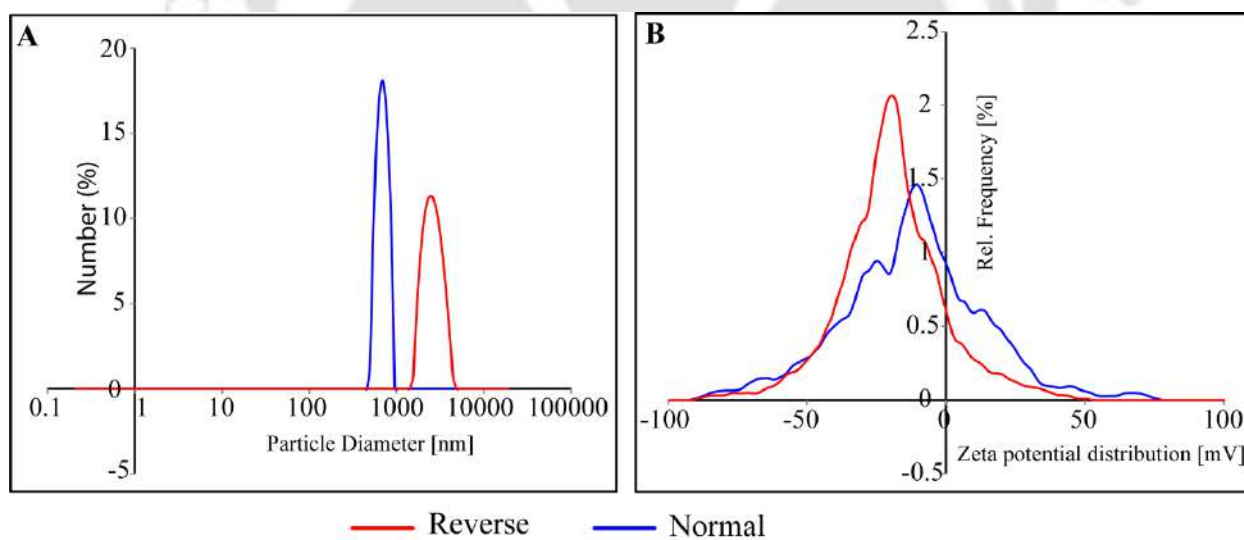 A
20
15
10
5
0
-5
Number (%)
0.1 1 10 100 1000 10000 100000
Particle Diameter [nm]
B
2.5
2
1.5
1
0.5
0
-0.5
Rel. Frequency [%]
-100 -50 0 50 100
Zeta potential distribution [mV]
Reverse Normal